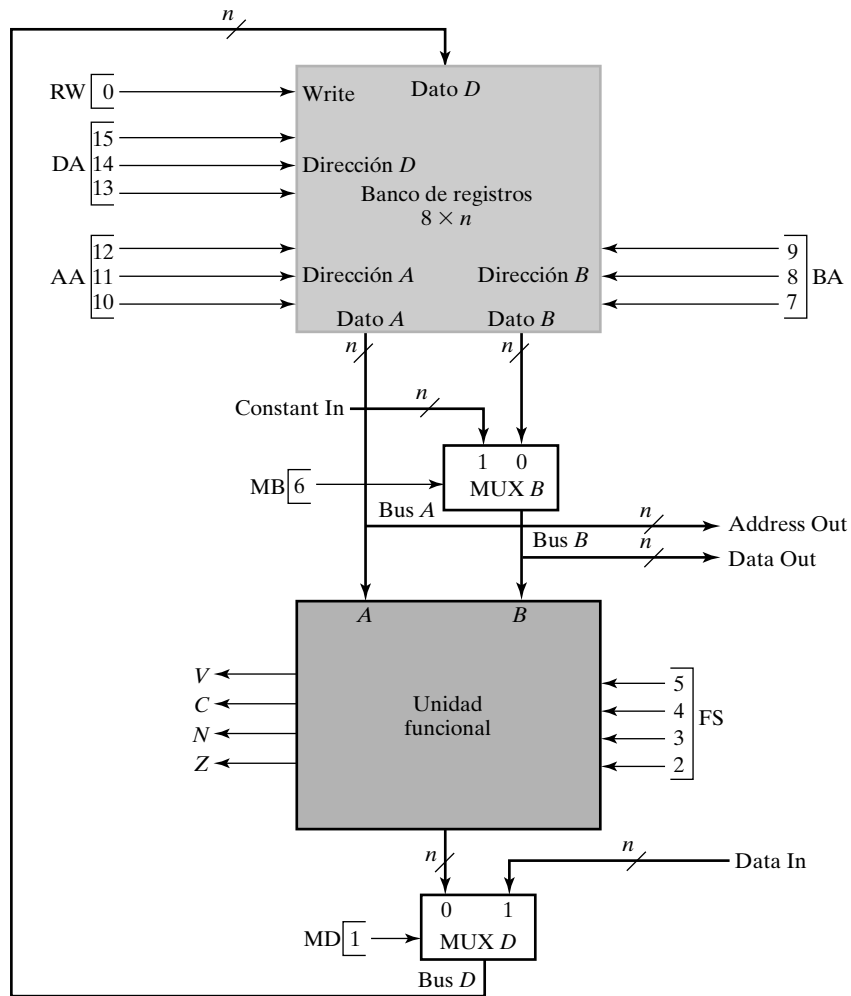 n
RW 0 Write Dato D
15
DA 14 Dirección D
13
Banco de registros
8 × n
12 9
AA 11 Dirección A Dirección B 8 BA
10 7
Dato A Dato B
n n
Constant In n
1 0
MB 6 MUX B
Bus A n Address Out
Bus B n Data Out
A B
V
C
N
Z
Unidad
funcional
5
4 FS
3
2
n n Data In
0 1
MD 1 MUX D
Bus D